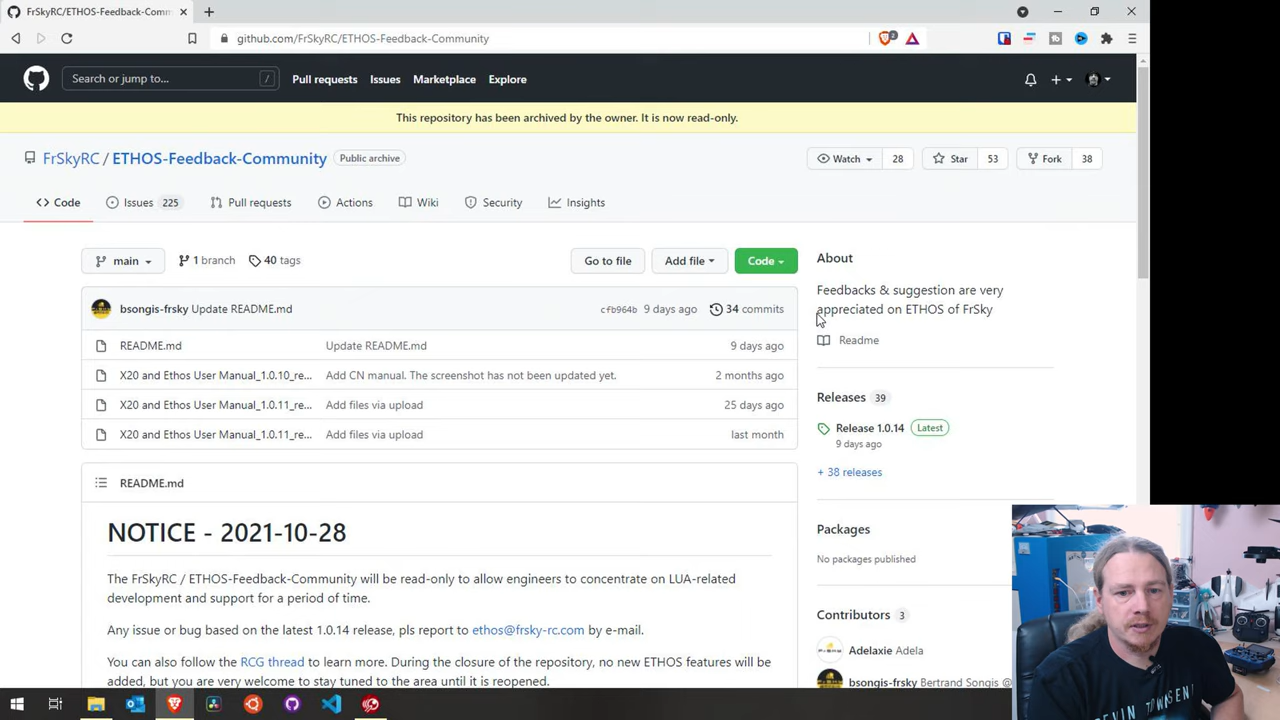 FrSkyRC/ETHOS-Feedback-Comm
github.com/FrSkyRC/ETHOS-Feedback-Community
2
Search or jump to...
/
Pull requests
Issues
Marketplace
Explore
This repository has been archived by the owner. It is now read-only.
FrSkyRC / ETHOS-Feedback-Community
Public archive
Watch
28
Star
53
Fork
38
Code
Issues 225
Pull requests
Actions
Wiki
Security
Insights
main
1 branch
40 tags
Go to file
Add file
Code
bsongis-frsky Update README.md
cfb964b 9 days ago
34 commits
README.md
Update README.md
9 days ago
X20 and Ethos User Manual_1.0.10_re...
Add CN manual. The screenshot has not been updated yet.
2 months ago
X20 and Ethos User Manual_1.0.11_re...
Add files via upload
25 days ago
X20 and Ethos User Manual_1.0.11_re...
Add files via upload
last month
README.md
NOTICE - 2021-10-28
The FrSkyRC / ETHOS-Feedback-Community will be read-only to allow engineers to concentrate on LUA-related
development and support for a period of time.
Any issue or bug based on the latest 1.0.14 release, pls report to ethos@frsky-rc.com by e-mail.
You can also follow the RCG thread to learn more. During the closure of the repository, no new ETHOS features will be
added, but you are very welcome to stay tuned to the area until it is reopened.
About
Feedbacks & suggestion are very
appreciated on ETHOS of FrSky
Readme
Releases 39
Release 1.0.14
Latest
9 days ago
+ 38 releases
Packages
No packages published
Contributors 3
Adelaxie Adela
bsongis-frsky Bertrand Songis @